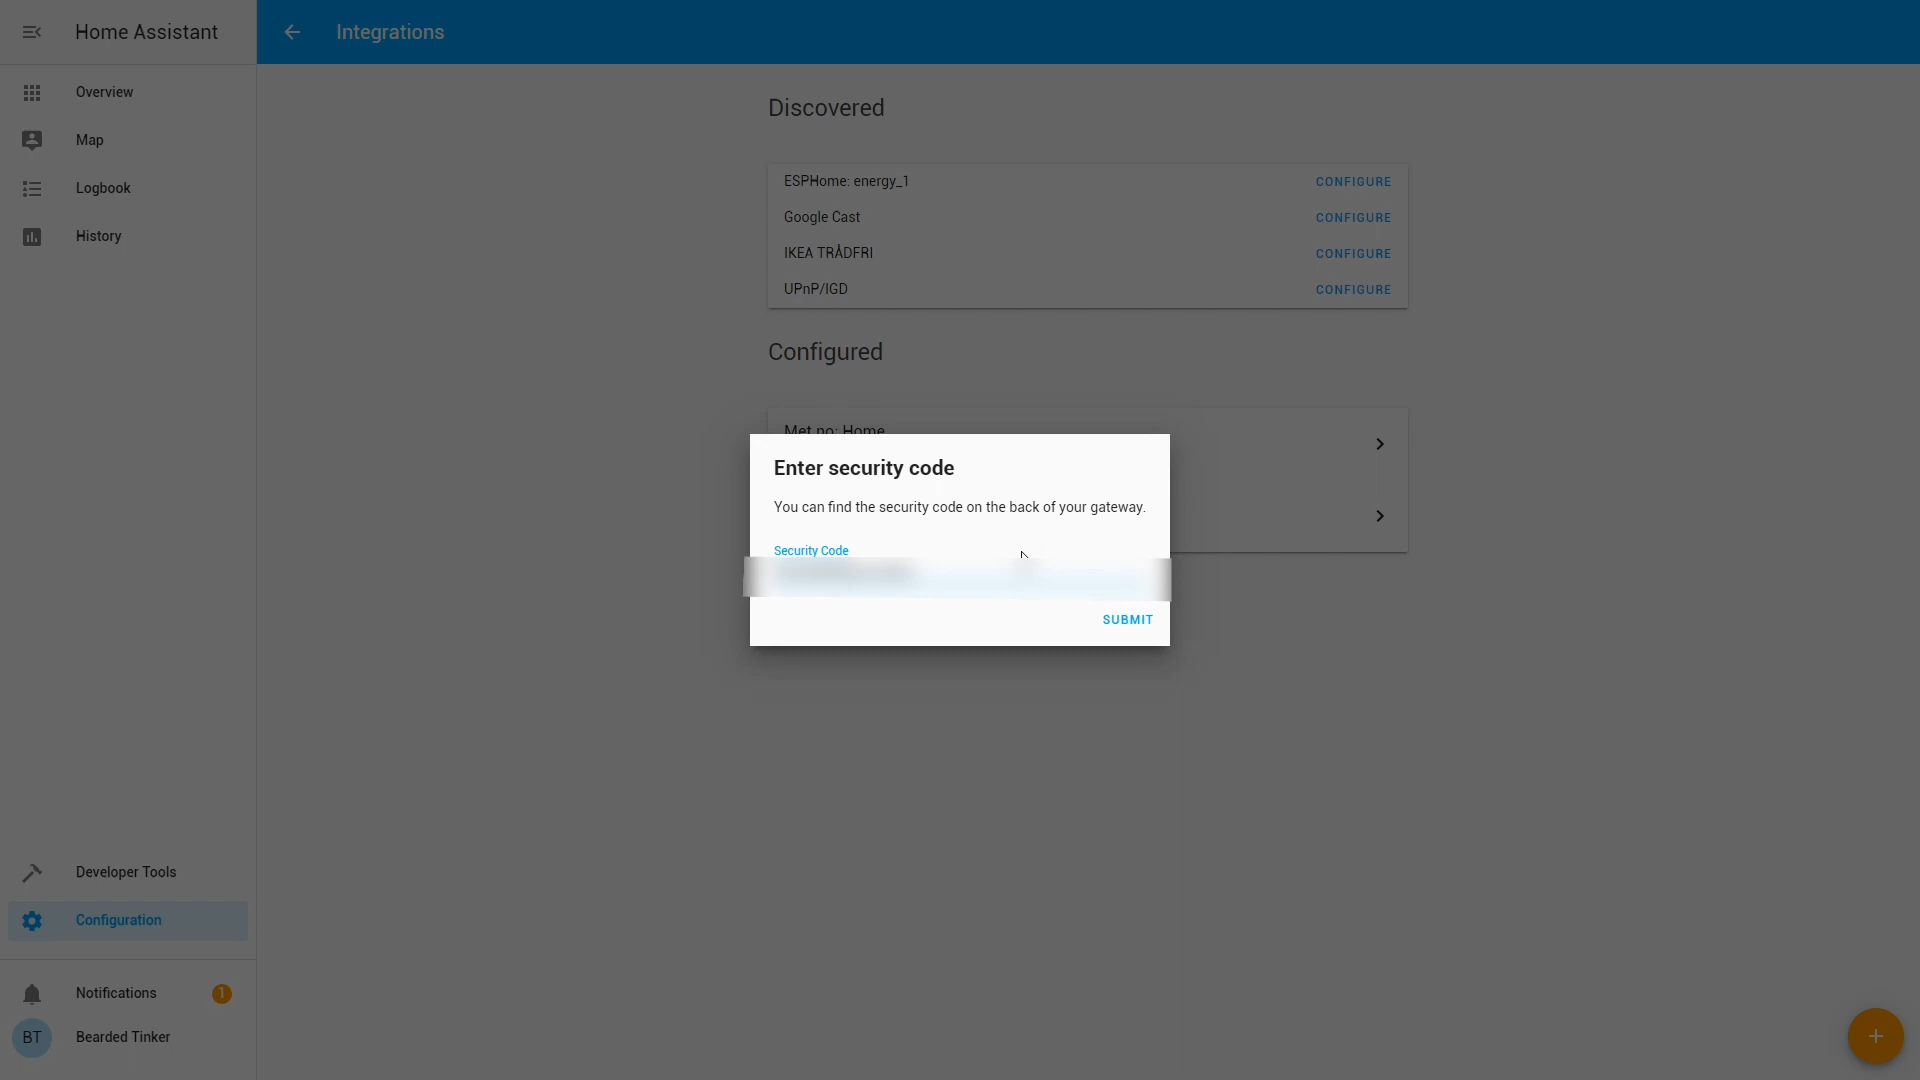 Home Assistant
Integrations
Overview
Map
Logbook
History
Developer Tools
Configuration
Notifications
1
BT
Bearded Tinker
Discovered
ESPHome: energy_1
CONFIGURE
Google Cast
CONFIGURE
IKEA TRÅDFRI
CONFIGURE
UPnP/IGD
CONFIGURE
Configured
Met.no: Home
Enter security code
You can find the security code on the back of your gateway.
Security Code
SUBMIT